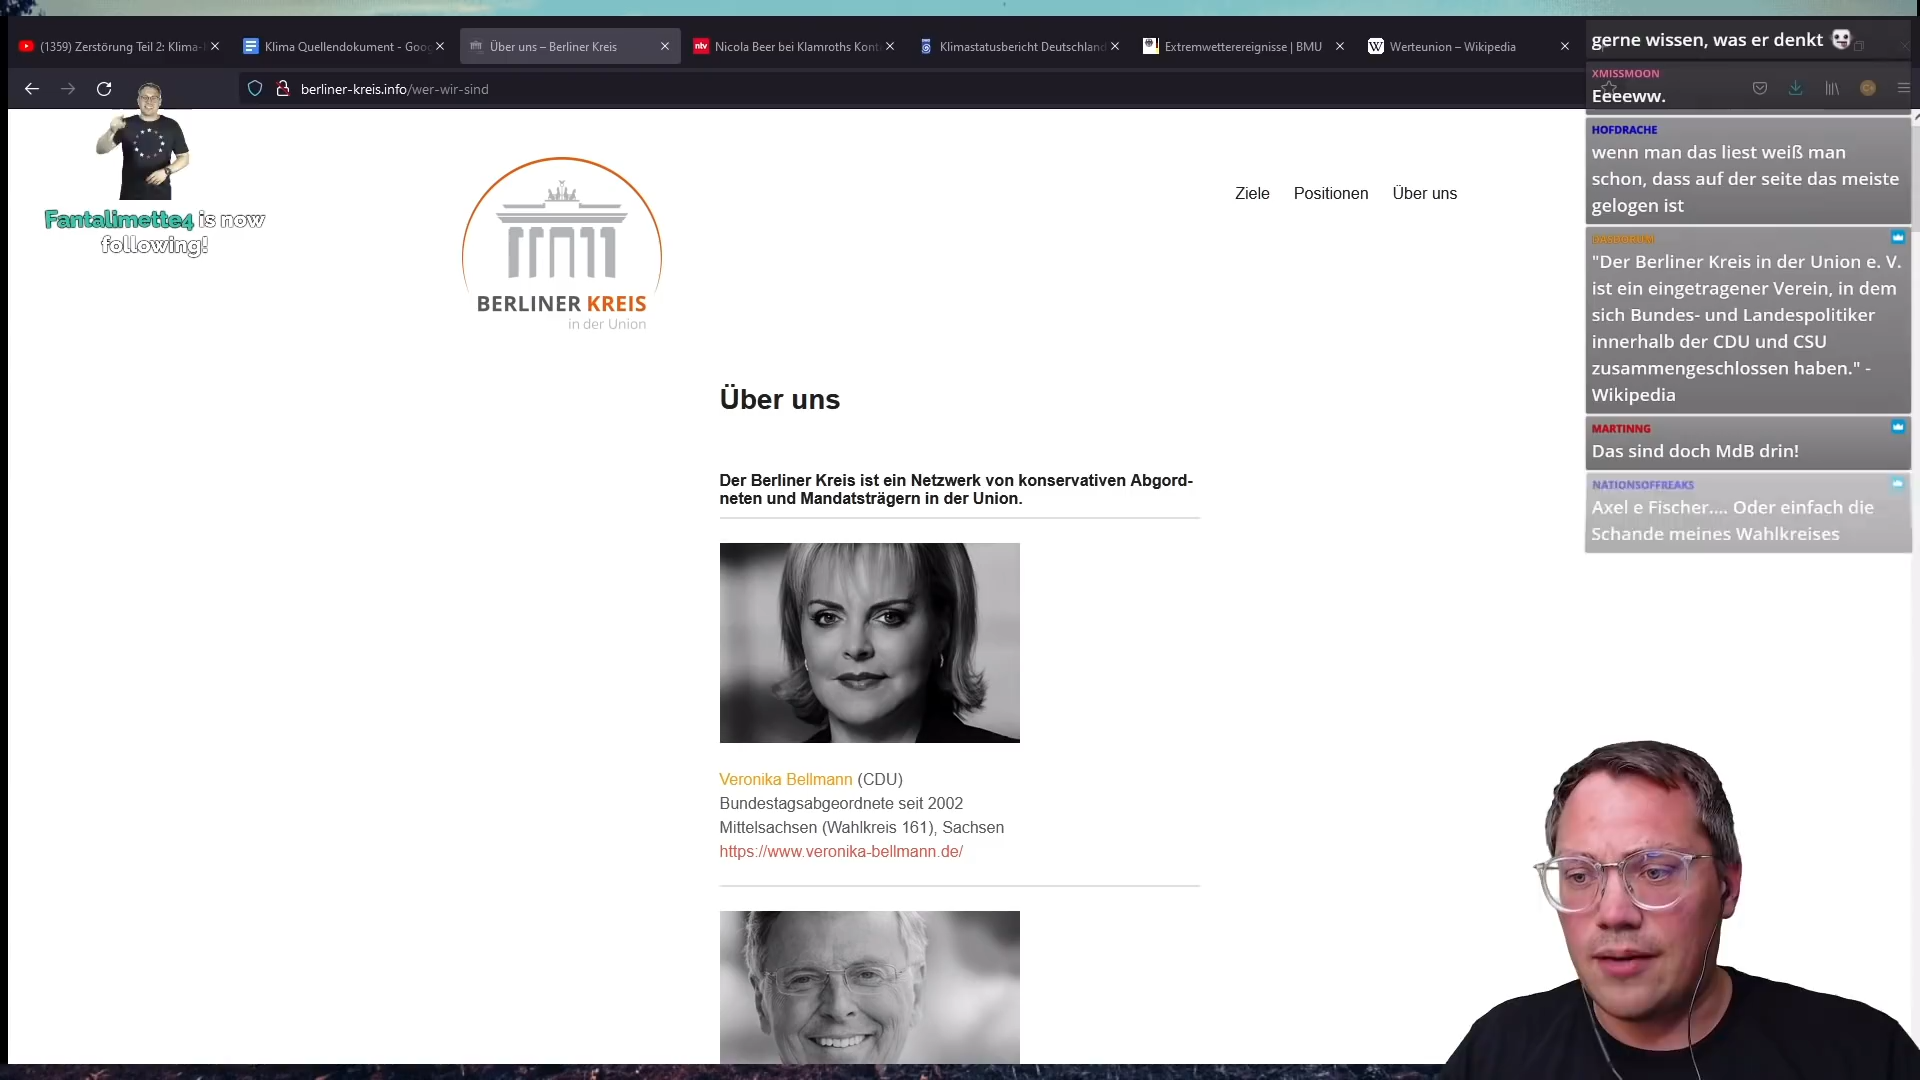 (1359) Zerstörung Teil 2: Klima-
Klima Quellendokument - Goog
Über uns – Berliner Kreis
ntv
Nicola Beer bei Klamroths Kont
Klimastatusbericht Deutschland
Extremwetterereignisse | BMU
W
Werteunion – Wikipedia
berliner-kreis.info/wer-wir-sind
Fantalimette4 is now
following!
BERLINER KREIS
in der Union
Ziele
Positionen
Über uns
Über uns
Der Berliner Kreis ist ein Netzwerk von konservativen Abgord-
neten und Mandatsträgern in der Union.
Veronika Bellmann (CDU)
Bundestagsabgeordnete seit 2002
Mittelsachsen (Wahlkreis 161), Sachsen
https://www.veronika-bellmann.de/
gerne wissen, was er denkt
XMISSMOON
Eeeeww.
HOFDRACHE
wenn man das liest weiß man
schon, dass auf der seite das meiste
gelogen ist
"Der Berliner Kreis in der Union e. V.
ist ein eingetragener Verein, in dem
sich Bundes- und Landespolitiker
innerhalb der CDU und CSU
zusammengeschlossen haben." -
Wikipedia
MARTINNG
Das sind doch MdB drin!
NATIONSOFFREAKS
Axel e Fischer.... Oder einfach die
Schande meines Wahlkreises